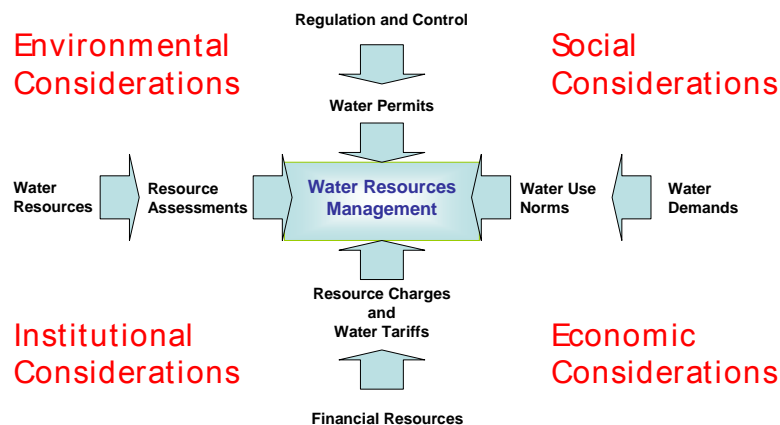 Regulation and Control
Environmental
Considerations
Social
Considerations
Water Permits
Water
Resources
Resource
Assessments
Water Resources
Management
Water Use
Norms
Water
Demands
Resource Charges
and
Water Tariffs
Institutional
Considerations
Economic
Considerations
Financial Resources